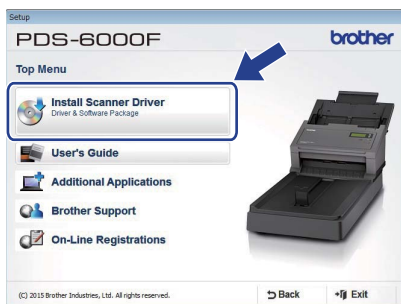 Setup
PDS-6000F
brother
Top Menu
Install Scanner Driver
Driver & Software Package
User's Guide
Additional Applications
Brother Support
On-Line Registrations
(C) 2015 Brother Industries, Ltd. All rights reserved.
Back
Exit